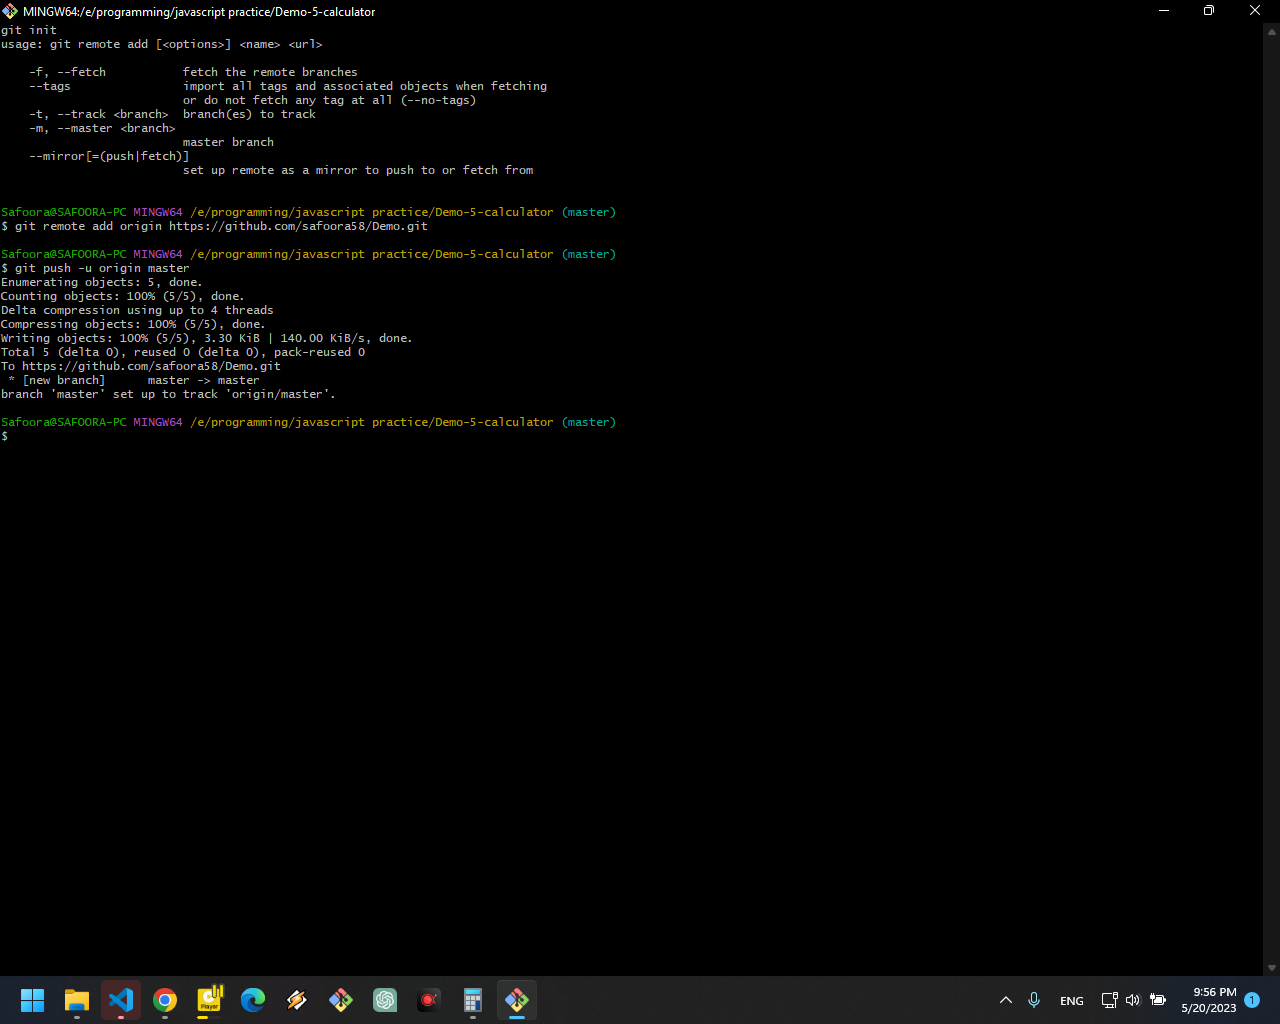 MINGW64:/e/programming/javascript practice/Demo-5-calculator
git init
usage: git remote add [<options>] <name> <url>
    -f, --fetch           fetch the remote branches
    --tags                import all tags and associated objects when fetching
                          or do not fetch any tag at all (--no-tags)
    -t, --track <branch>  branch(es) to track
    -m, --master <branch>
                          master branch
    --mirror[=(push|fetch)]
                          set up remote as a mirror to push to or fetch from
Safoora@SAFOORA-PC MINGW64 /e/programming/javascript practice/Demo-5-calculator (master)
$ git remote add origin https://github.com/safoora58/Demo.git
Safoora@SAFOORA-PC MINGW64 /e/programming/javascript practice/Demo-5-calculator (master)
$ git push -u origin master
Enumerating objects: 5, done.
Counting objects: 100% (5/5), done.
Delta compression using up to 4 threads
Compressing objects: 100% (5/5), done.
Writing objects: 100% (5/5), 3.30 KiB | 140.00 KiB/s, done.
Total 5 (delta 0), reused 0 (delta 0), pack-reused 0
To https://github.com/safoora58/Demo.git
 * [new branch]      master -> master
branch 'master' set up to track 'origin/master'.
Safoora@SAFOORA-PC MINGW64 /e/programming/javascript practice/Demo-5-calculator (master)
$
Player
ENG
9:56 PM
5/20/2023
1